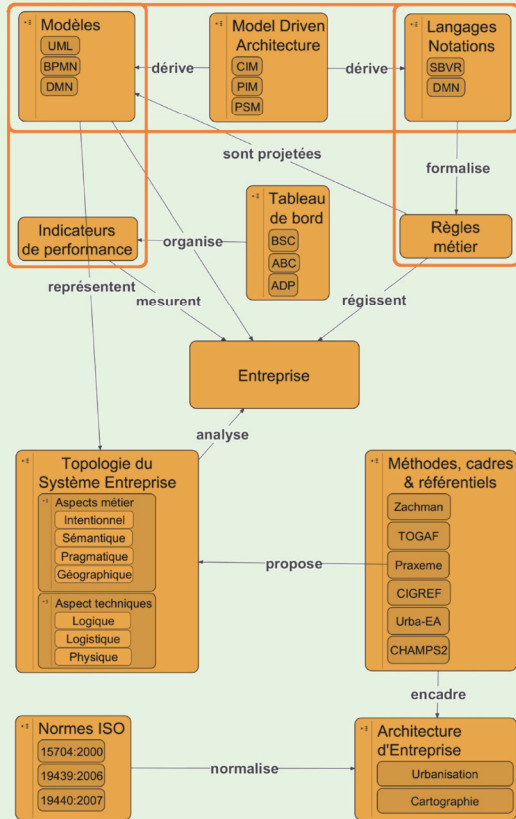 Modèles
UML
BPMN
DMN
dérive
Model Driven
Architecture
CIM
PIM
PSM
dérive
Langages
Notations
SBVR
DMN
sont projetées
formalise
Indicateurs
de performance
organise
Tableau
de bord
BSC
ABC
ADP
Règles
métier
représentent
mesurent
régissent
Entreprise
analyse
Topologie du
Système Entreprise
Aspects métier
Intentionnel
Sémantique
Pragmatique
Géographique
Aspect techniques
Logique
Logistique
Physique
propose
Méthodes, cadres
& référentiels
Zachman
TOGAF
Praxeme
CIGREF
Urba-EA
CHAMPS2
encadre
Normes ISO
15704:2000
19439:2006
19440:2007
normalise
Architecture
d'Entreprise
Urbanisation
Cartographie